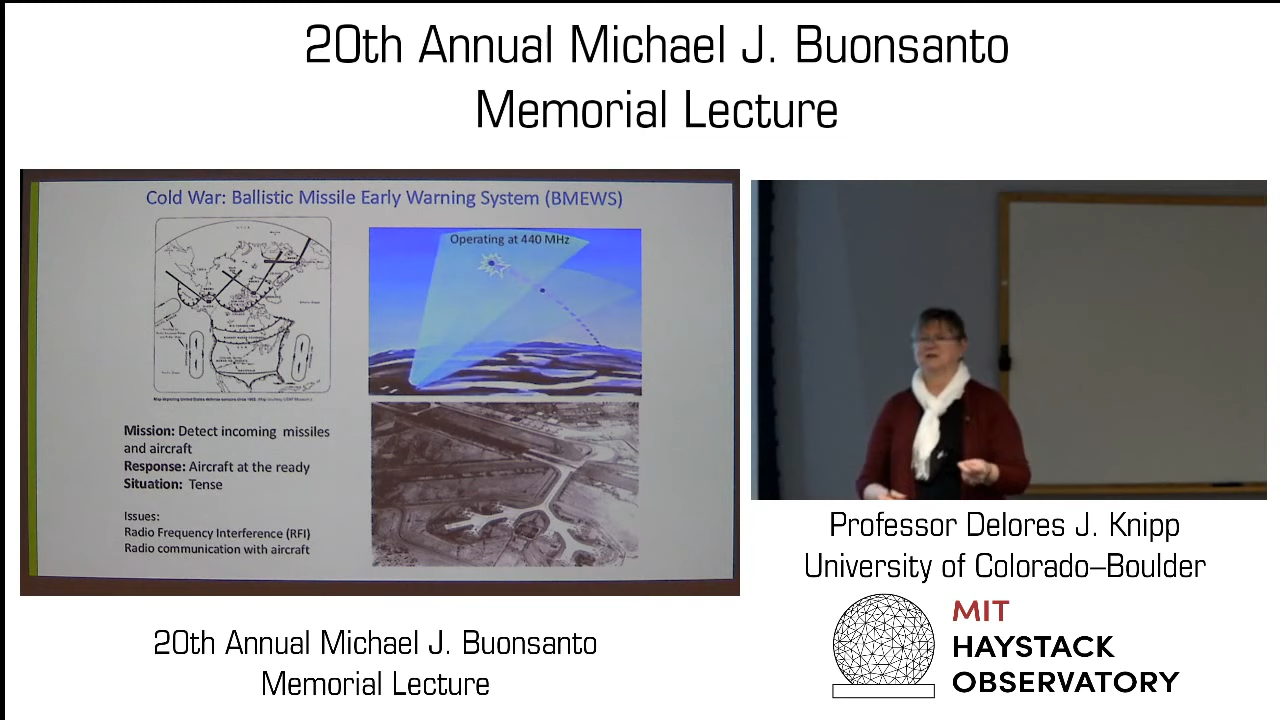 20th Annual Michael J. Buonsanto
Memorial Lecture
Cold War: Ballistic Missile Early Warning System (BMEWS)
Operating at 440 MHz
Mission: Detect incoming missiles
and aircraft
Response: Aircraft at the ready
Situation: Tense
Issues:
Radio Frequency Interference (RFI)
Radio communication with aircraft
Professor Delores J. Knipp
University of Colorado–Boulder
MIT
HAYSTACK
OBSERVATORY
20th Annual Michael J. Buonsanto
Memorial Lecture